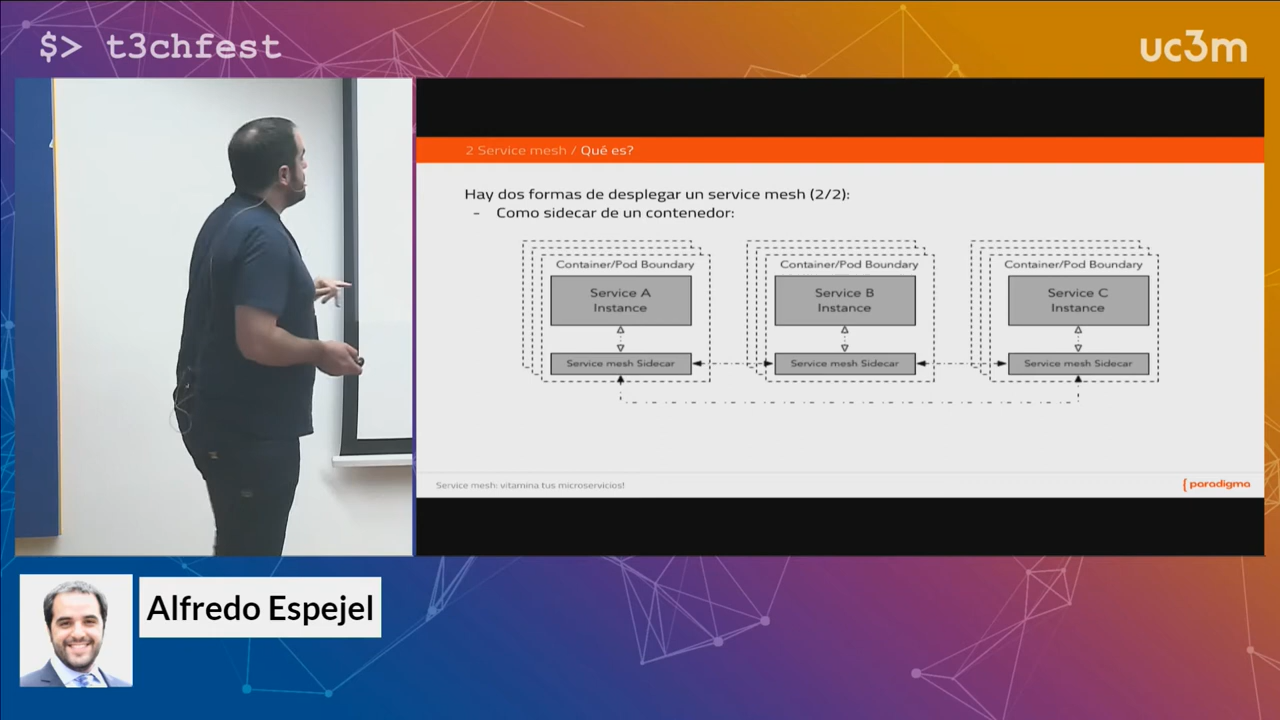 $> t3chfest
uc3m
2 Service mesh / Qué es?
Hay dos formas de desplegar un service mesh (2/2):
- Como sidecar de un contenedor:
Container/Pod Boundary
Service A
Instance
Service mesh Sidecar
Container/Pod Boundary
Service B
Instance
Service mesh Sidecar
Container/Pod Boundary
Service C
Instance
Service mesh Sidecar
Service mesh: vitamina tus microservicios!
{paradigma
Alfredo Espejel